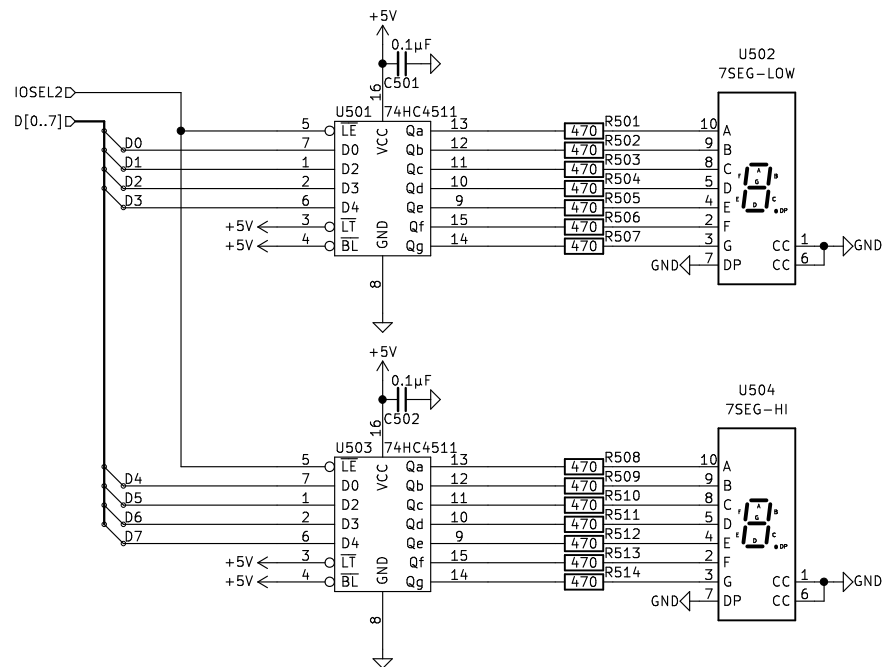 +5V
0.1µF
C501
16
IOSEL2
D[0..7]
D0
D1
D2
D3
+5V
+5V
U501 74HC4511
5 LE VCC Qa 13
7 D0 Qb 12
1 D2 Qc 11
2 D3 Qd 10
6 D4 Qe 9
3 LT GND Qf 15
4 BL Qg 14
8
470 R501
470 R502
470 R503
470 R504
470 R505
470 R506
470 R507
U502
7SEG-LOW
10 A
9 B
8 C
5 D
4 E
2 F
3 G CC 1 GND
GND 7 DP CC 6
A
F B
G
E C
D
.DP
+5V
0.1µF
C502
16
D4
D5
D6
D7
+5V
+5V
U503 74HC4511
5 LE VCC Qa 13
7 D0 Qb 12
1 D2 Qc 11
2 D3 Qd 10
6 D4 Qe 9
3 LT GND Qf 15
4 BL Qg 14
8
470 R508
470 R509
470 R510
470 R511
470 R512
470 R513
470 R514
U504
7SEG-HI
10 A
9 B
8 C
5 D
4 E
2 F
3 G CC 1 GND
GND 7 DP CC 6
A
F B
G
E C
D
.DP